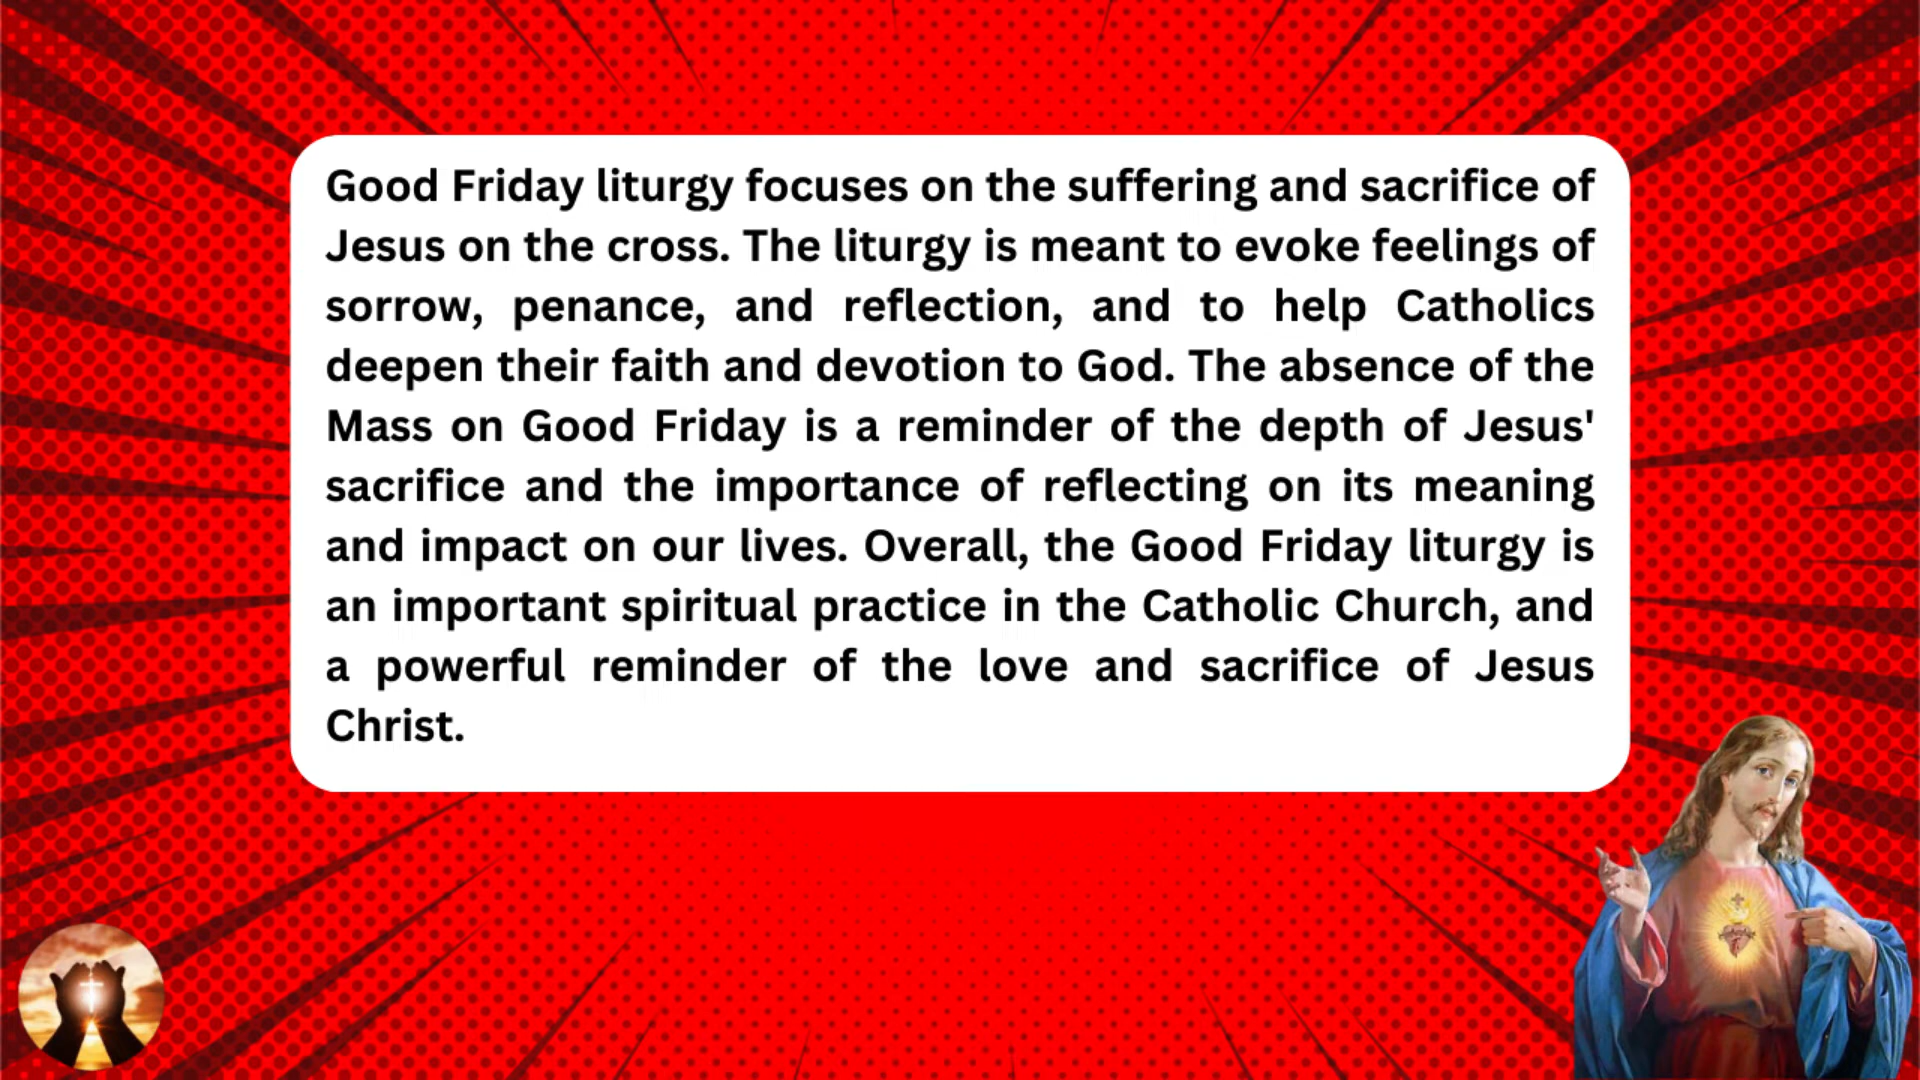 Good Friday liturgy focuses on the suffering and sacrifice of
Jesus on the cross. The liturgy is meant to evoke feelings of
sorrow, penance, and reflection, and to help Catholics
deepen their faith and devotion to God. The absence of the
Mass on Good Friday is a reminder of the depth of Jesus'
sacrifice and the importance of reflecting on its meaning
and impact on our lives. Overall, the Good Friday liturgy is
an important spiritual practice in the Catholic Church, and
a powerful reminder of the love and sacrifice of Jesus
Christ.